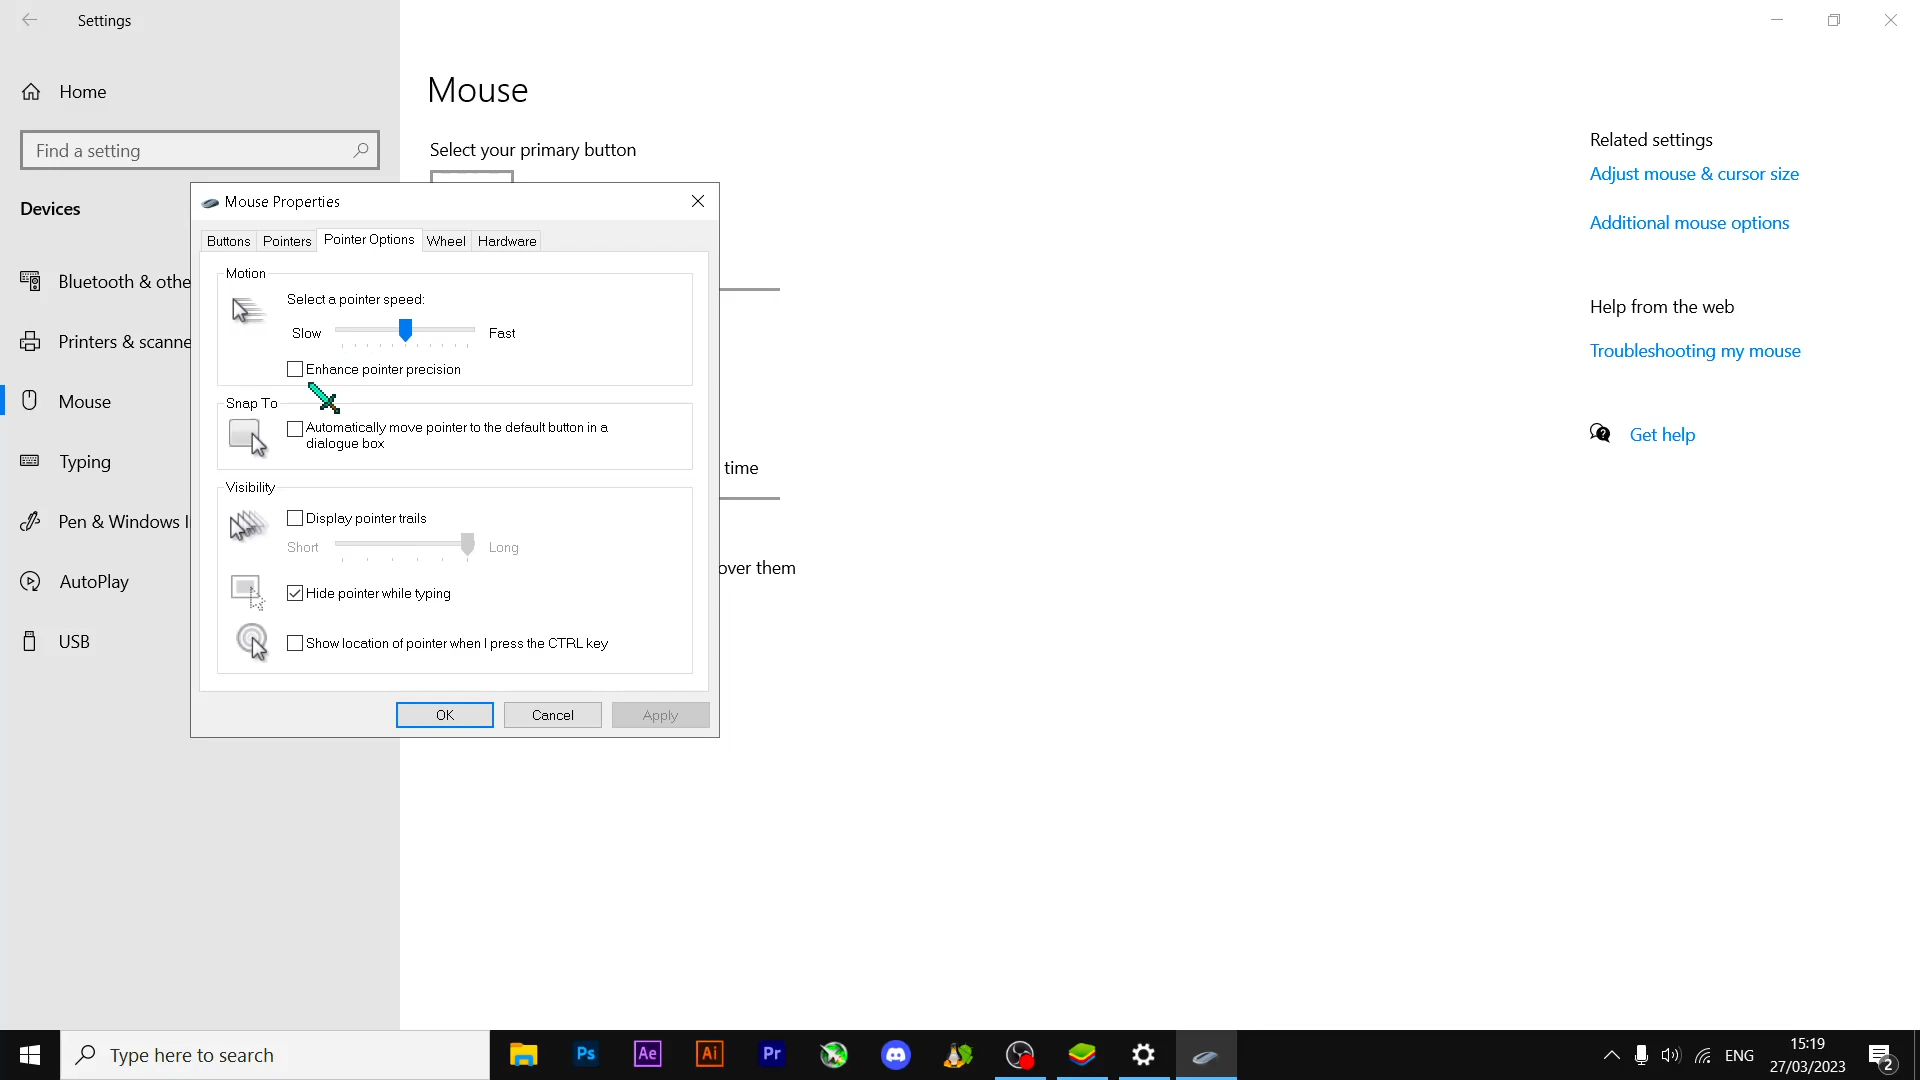 Settings
Home
Find a setting
Devices
Bluetooth & othe
Printers & scanne
Mouse
Typing
Pen & Windows I
AutoPlay
USB
Mouse
Select your primary button
time
over them
Related settings
Adjust mouse & cursor size
Additional mouse options
Help from the web
Troubleshooting my mouse
Get help
Mouse Properties
Buttons Pointers Pointer Options Wheel Hardware
Motion
Select a pointer speed:
Slow Fast
Enhance pointer precision
Snap To
Automatically move pointer to the default button in a
dialogue box
Visibility
Display pointer trails
Short Long
Hide pointer while typing
Show location of pointer when I press the CTRL key
OK Cancel Apply
Type here to search
Ps Ae Ai Pr
ENG
15:19
27/03/2023
2